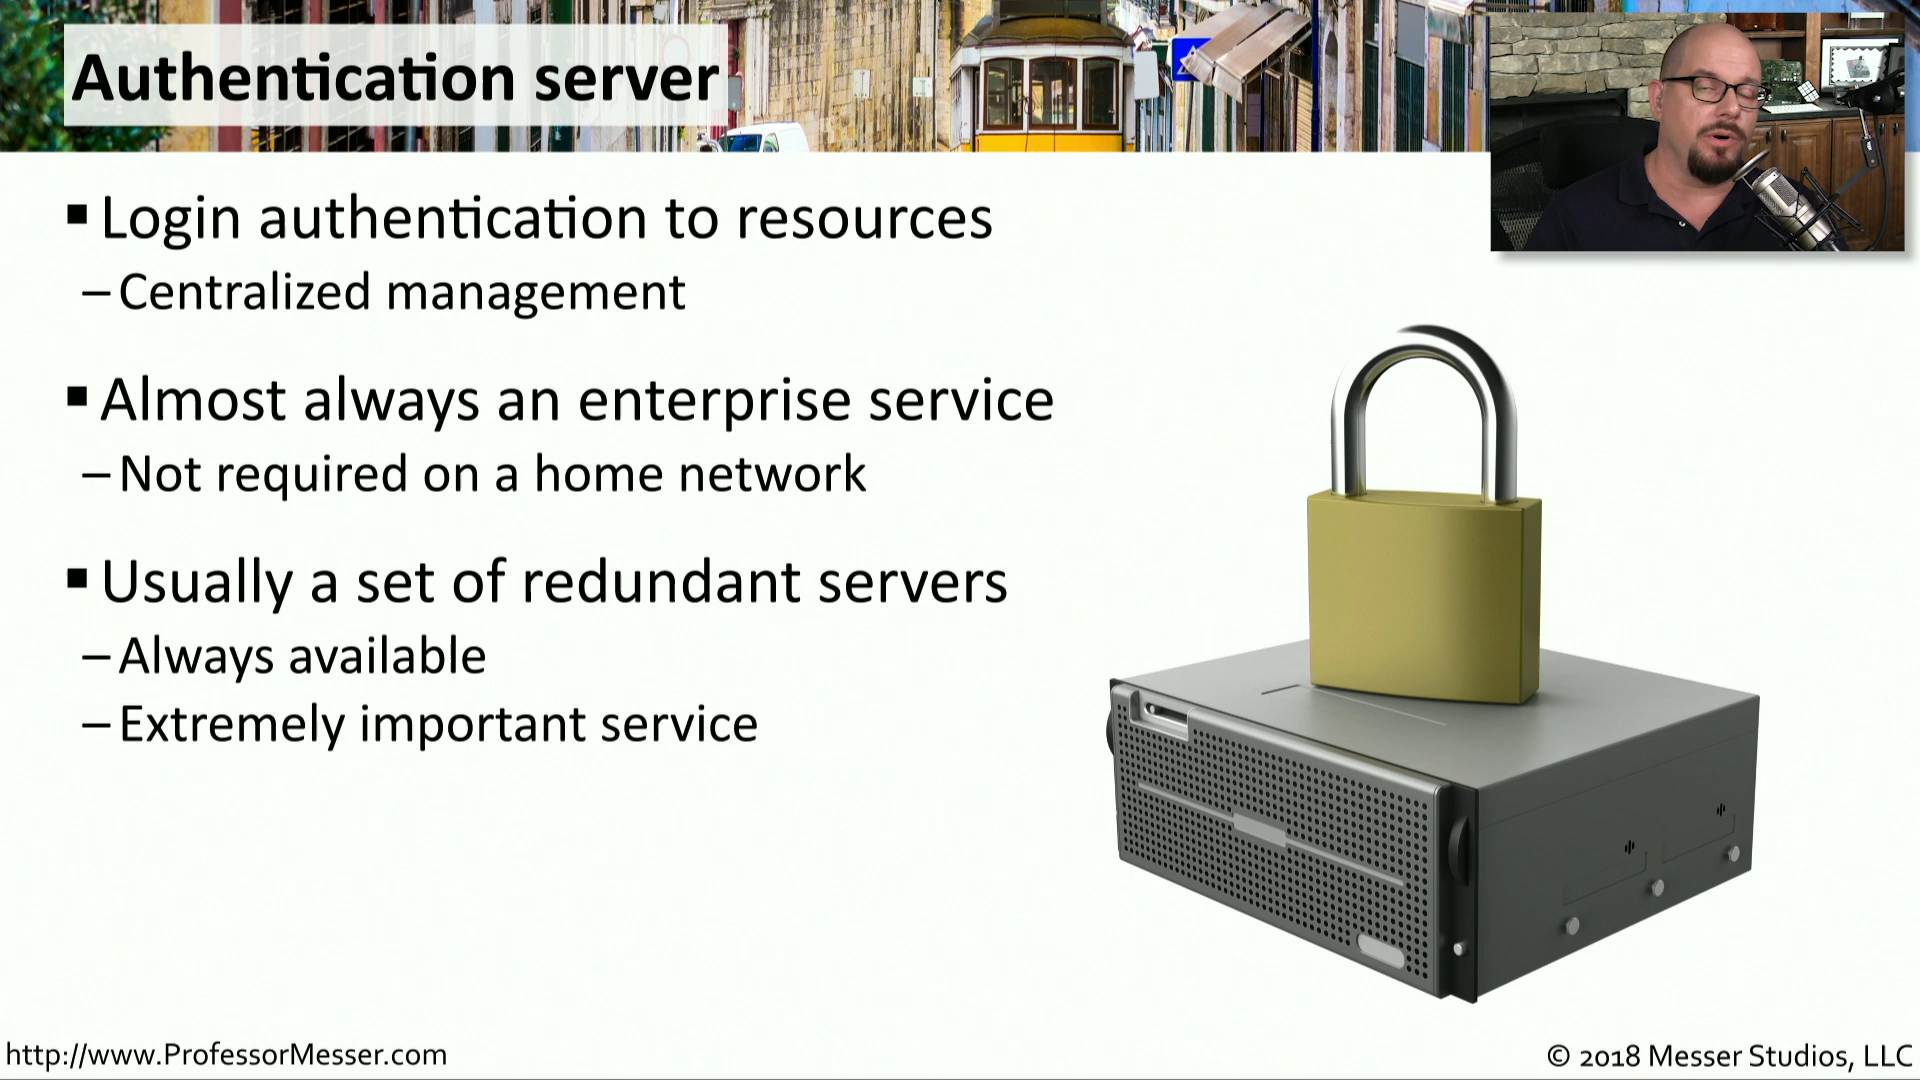 Authentication server
▪ Login authentication to resources
– Centralized management
▪ Almost always an enterprise service
– Not required on a home network
▪ Usually a set of redundant servers
– Always available
– Extremely important service
http://www.ProfessorMesser.com
© 2018 Messer Studios, LLC